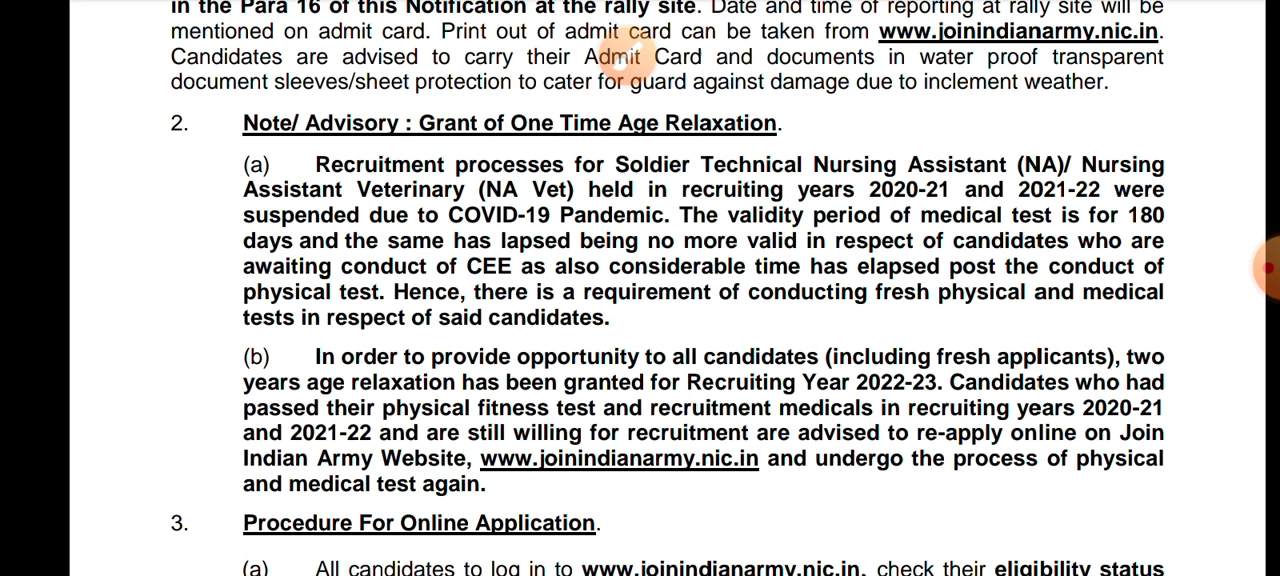 in the Para 16 of this Notification at the rally site. Date and time of reporting at rally site will be
mentioned on admit card. Print out of admit card can be taken from www.joinindianarmy.nic.in.
Candidates are advised to carry their Admit Card and documents in water proof transparent
document sleeves/sheet protection to cater for guard against damage due to inclement weather.
2. Note/ Advisory : Grant of One Time Age Relaxation.
(a) Recruitment processes for Soldier Technical Nursing Assistant (NA)/ Nursing
Assistant Veterinary (NA Vet) held in recruiting years 2020-21 and 2021-22 were
suspended due to COVID-19 Pandemic. The validity period of medical test is for 180
days and the same has lapsed being no more valid in respect of candidates who are
awaiting conduct of CEE as also considerable time has elapsed post the conduct of
physical test. Hence, there is a requirement of conducting fresh physical and medical
tests in respect of said candidates.
(b) In order to provide opportunity to all candidates (including fresh applicants), two
years age relaxation has been granted for Recruiting Year 2022-23. Candidates who had
passed their physical fitness test and recruitment medicals in recruiting years 2020-21
and 2021-22 and are still willing for recruitment are advised to re-apply online on Join
Indian Army Website, www.joinindianarmy.nic.in and undergo the process of physical
and medical test again.
3. Procedure For Online Application.
(a) All candidates to log in to www.joinindianarmy.nic.in, check their eligibility status